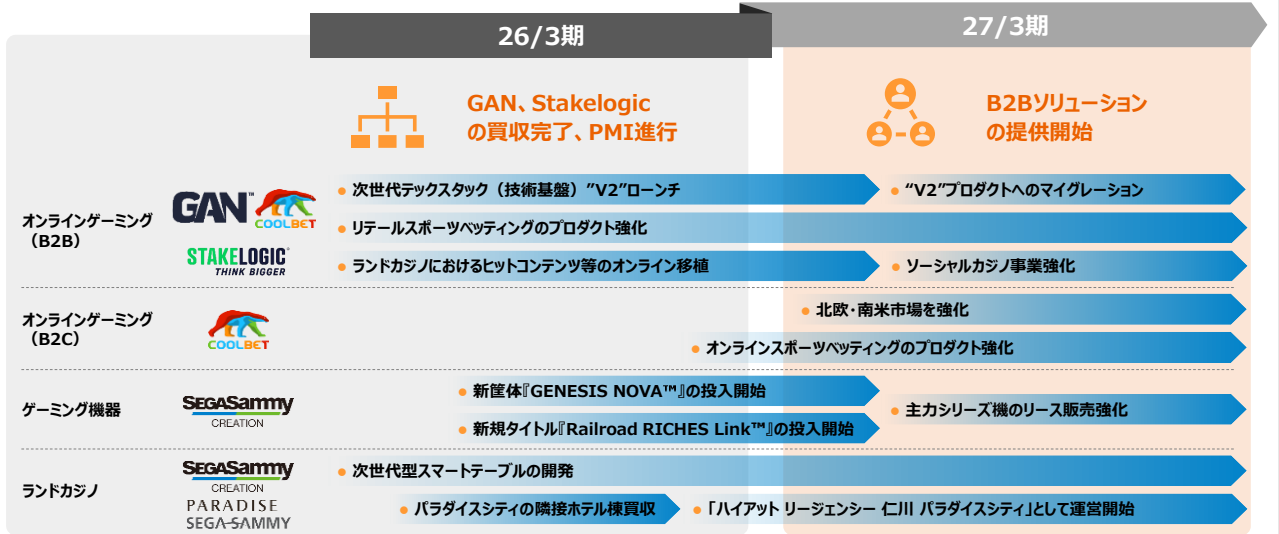 26/3期
27/3期
GAN、Stakelogic
の買収完了、PMI進行
B2Bソリューション
の提供開始
オンラインゲーミング
（B2B）
GAN™
COOLBET
STAKELOGIC
THINK BIGGER
● 次世代テックスタック（技術基盤）”V2”ローンチ
● “V2”プロダクトへのマイグレーション
● リテールスポーツベッティングのプロダクト強化
● ランドカジノにおけるヒットコンテンツ等のオンライン移植
● ソーシャルカジノ事業強化
オンラインゲーミング
（B2C）
COOLBET
● 北欧・南米市場を強化
● オンラインスポーツベッティングのプロダクト強化
ゲーミング機器
SEGASammy
CREATION
● 新筐体『GENESIS NOVA™』の投入開始
● 新規タイトル『Railroad RICHES Link™』の投入開始
● 主力シリーズ機のリース販売強化
ランドカジノ
SEGASammy
CREATION
PARADISE
SEGA SAMMY
● 次世代型スマートテーブルの開発
● パラダイスシティの隣接ホテル棟買収
● 「ハイアット リージェンシー 仁川 パラダイスシティ」として運営開始